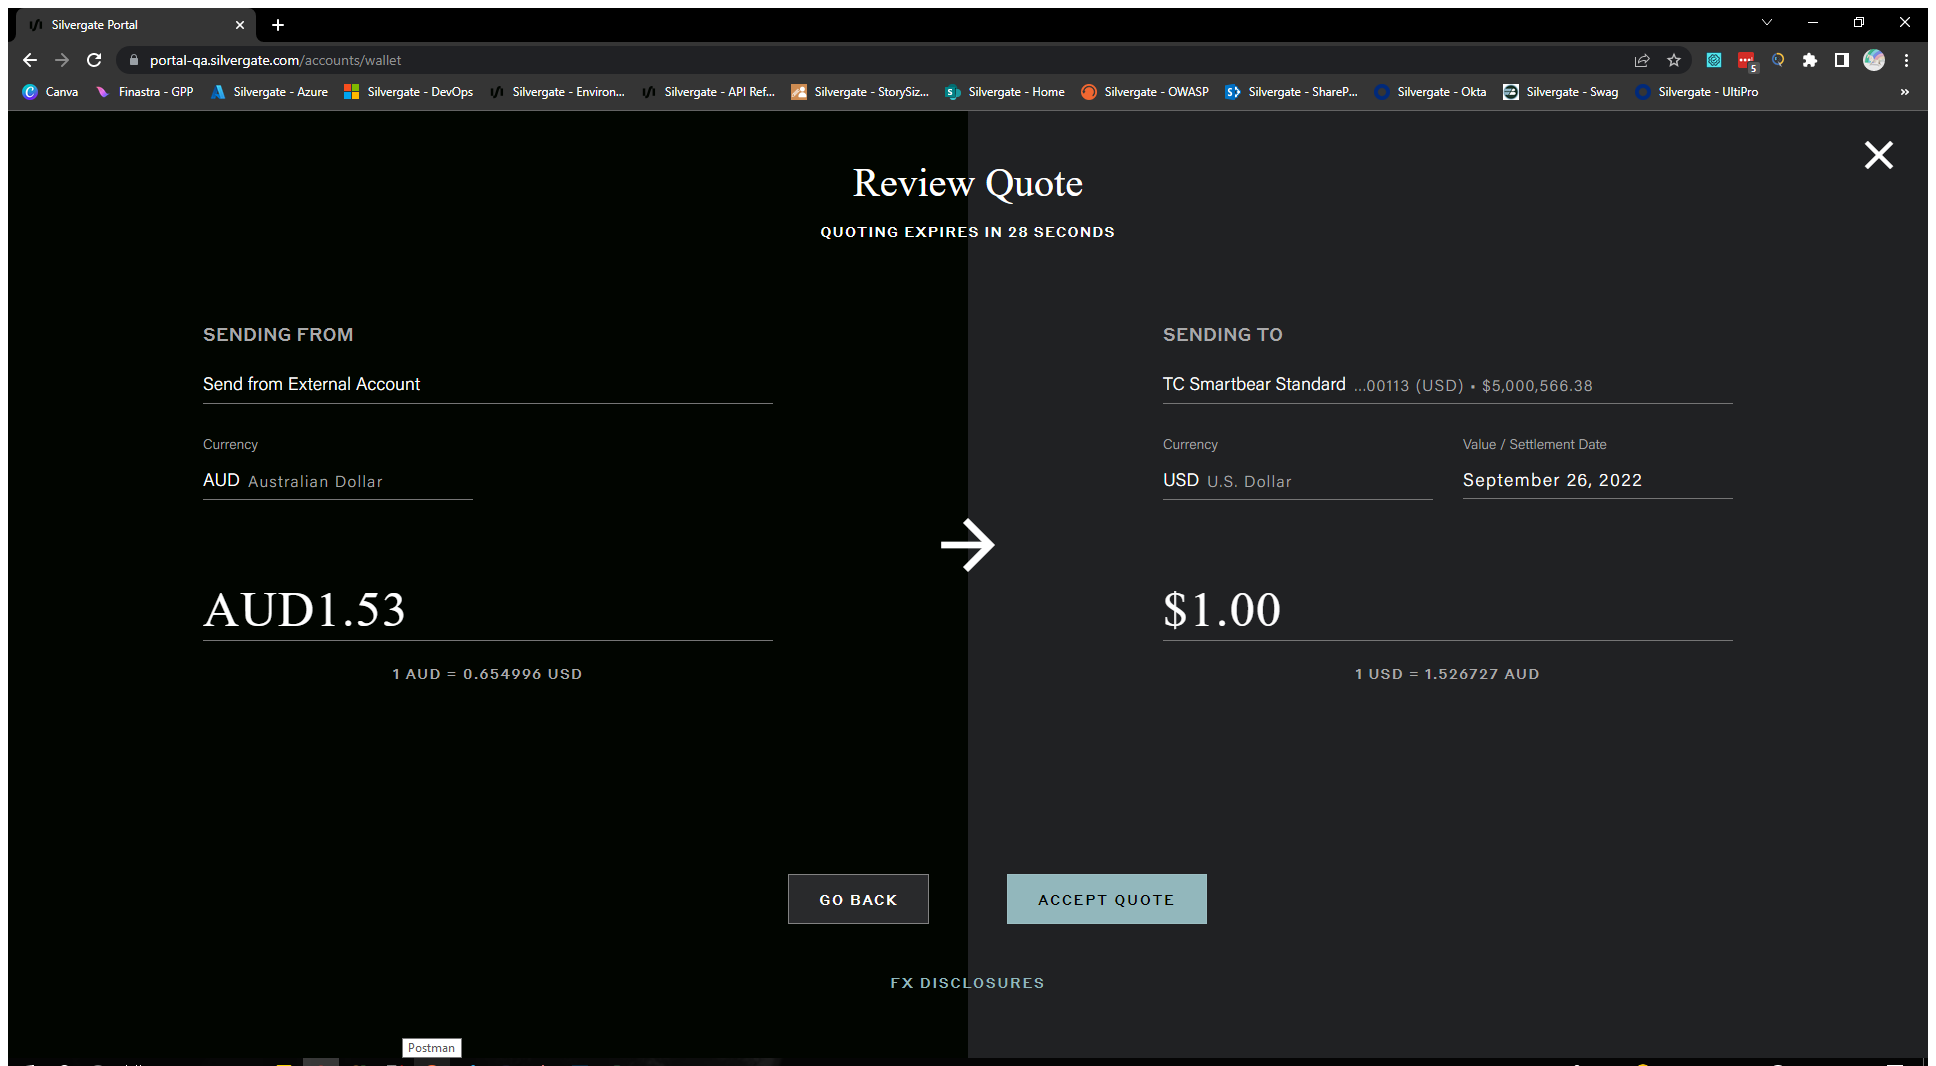 Silvergate Portal
portal-qa.silvergate.com/accounts/wallet
5
Canva Finastra - GPP Silvergate - Azure Silvergate - DevOps Silvergate - Environ... Silvergate - API Ref... Silvergate - StorySiz... Silvergate - Home Silvergate - OWASP Silvergate - ShareP... Silvergate - Okta Silvergate - Swag Silvergate - UltiPro »
Review Quote
QUOTING EXPIRES IN 28 SECONDS
SENDING FROM
Send from External Account
Currency
AUD Australian Dollar
AUD1.53
1 AUD = 0.654996 USD
SENDING TO
TC Smartbear Standard ...00113 (USD) • $5,000,566.38
Currency
USD U.S. Dollar
Value / Settlement Date
September 26, 2022
$1.00
1 USD = 1.526727 AUD
GO BACK
ACCEPT QUOTE
FX DISCLOSURES
Postman